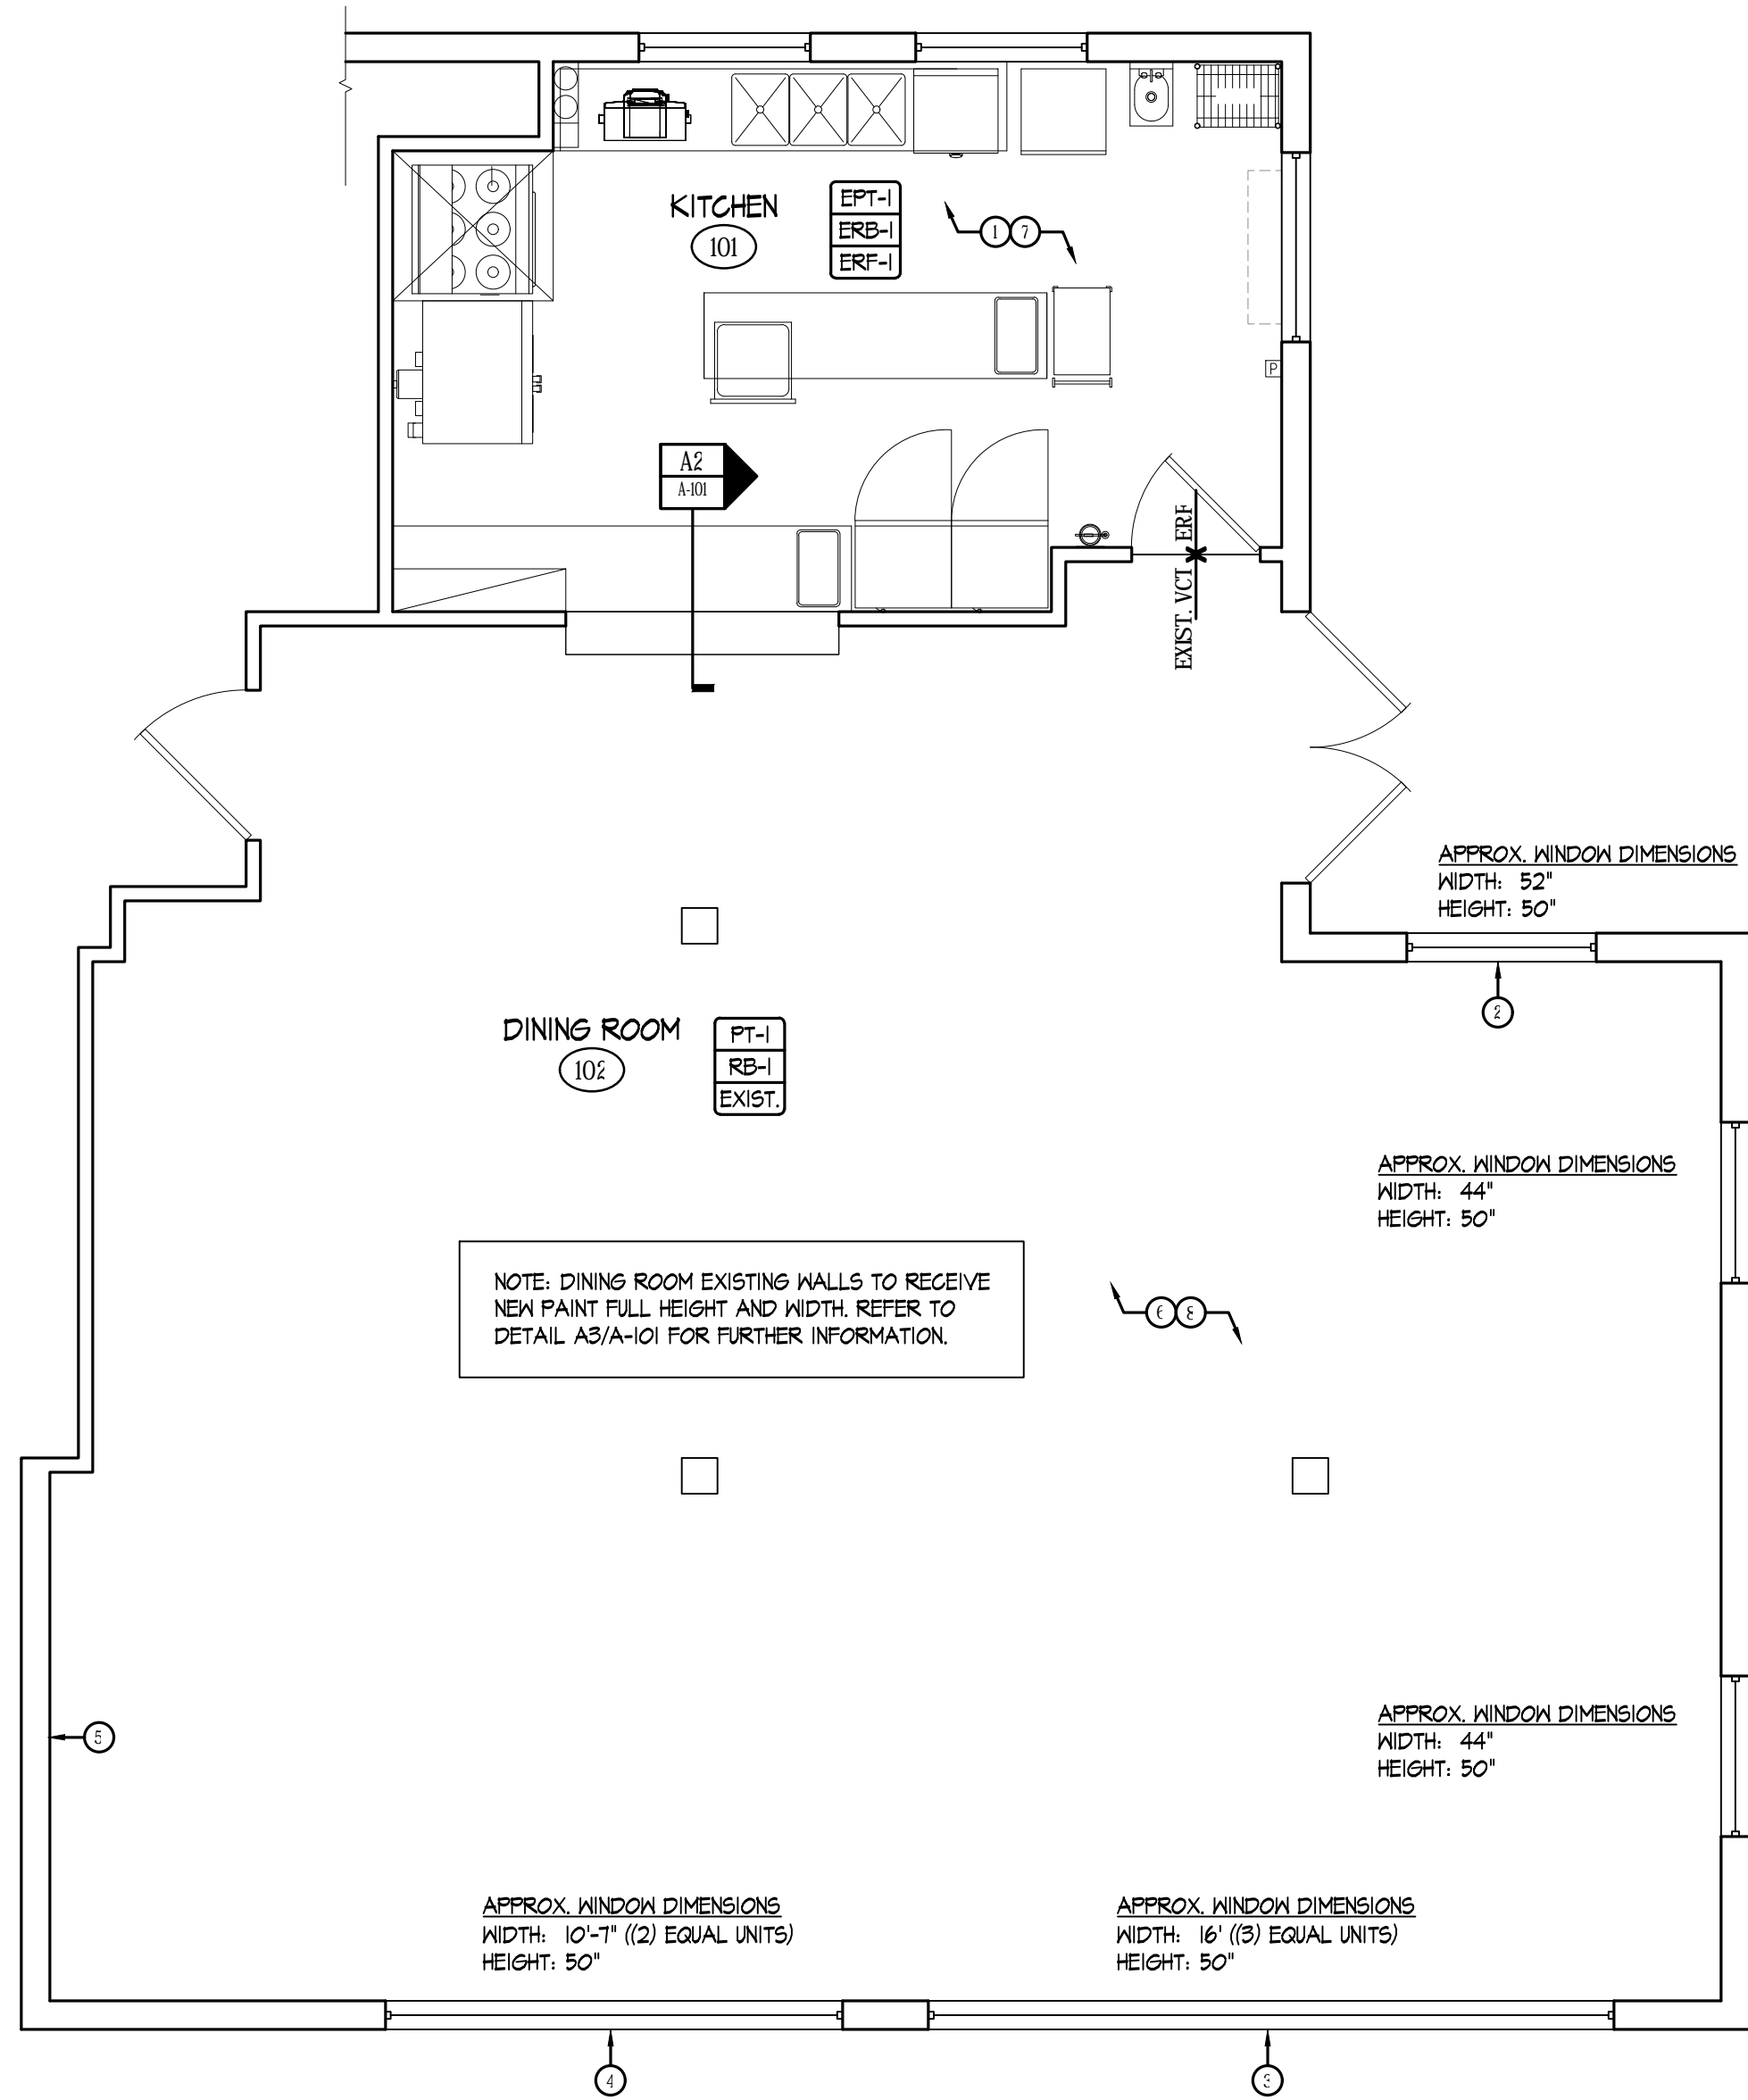 KITCHEN
101
EPT-1
ERB-1
ERF-1
1 7
P
A2
A-101
EXIST. VCT
ERF
APPROX. WINDOW DIMENSIONS
WIDTH: 52"
HEIGHT: 50"
2
DINING ROOM
102
PT-1
RB-1
EXIST.
APPROX. WINDOW DIMENSIONS
WIDTH: 44"
HEIGHT: 50"
NOTE: DINING ROOM EXISTING WALLS TO RECEIVE
NEW PAINT FULL HEIGHT AND WIDTH. REFER TO
DETAIL A3/A-101 FOR FURTHER INFORMATION.
6 8
5
APPROX. WINDOW DIMENSIONS
WIDTH: 44"
HEIGHT: 50"
APPROX. WINDOW DIMENSIONS
WIDTH: 10'-7" ((2) EQUAL UNITS)
HEIGHT: 50"
APPROX. WINDOW DIMENSIONS
WIDTH: 16' ((3) EQUAL UNITS)
HEIGHT: 50"
4
3